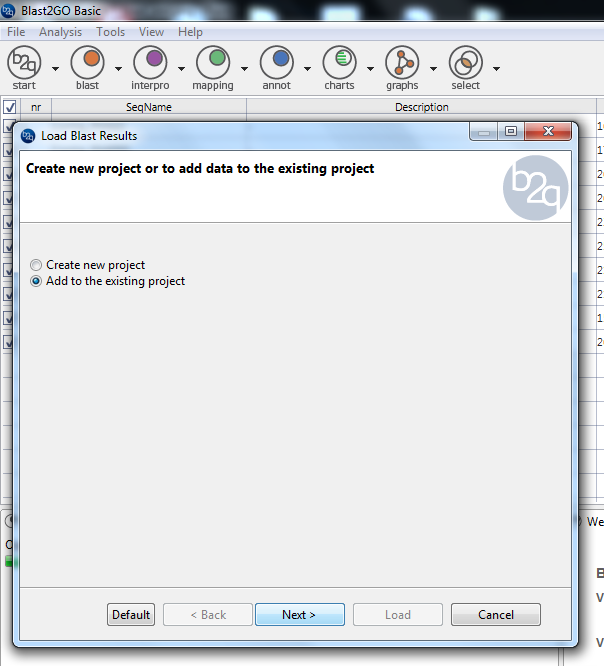 Blast2GO Basic
File Analysis Tools View Help
b2g
start blast interpro mapping annot charts graphs select
nr SeqName Description
Load Blast Results
Create new project or to add data to the existing project
b2g
Create new project
Add to the existing project
We
Default < Back Next > Load Cancel